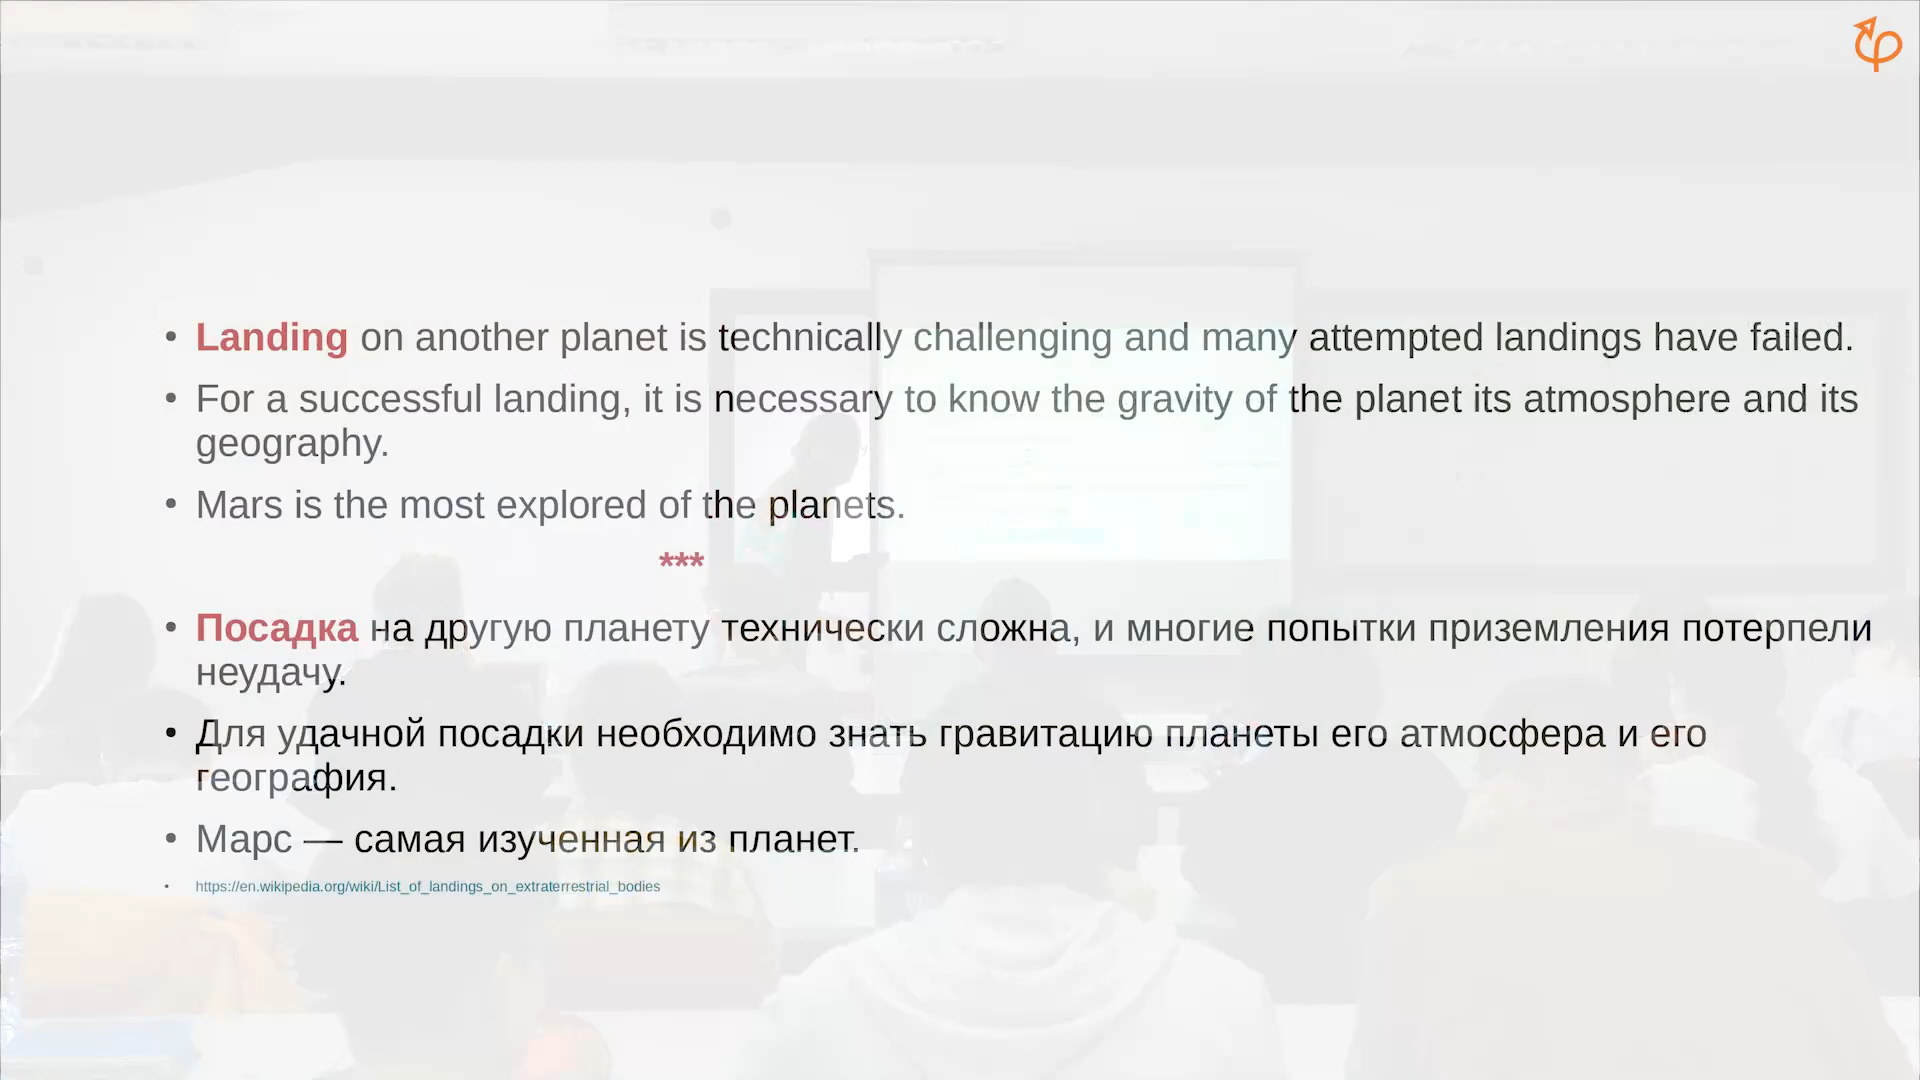 • Landing on another planet is technically challenging and many attempted landings have failed.
• For a successful landing, it is necessary to know the gravity of the planet its atmosphere and its
geography.
• Mars is the most explored of the planets.
***
• Посадка на другую планету технически сложна, и многие попытки приземления потерпели
неудачу.
• Для удачной посадки необходимо знать гравитацию планеты его атмосфера и его
география.
• Марс — самая изученная из планет.
• https://en.wikipedia.org/wiki/List_of_landings_on_extraterrestrial_bodies